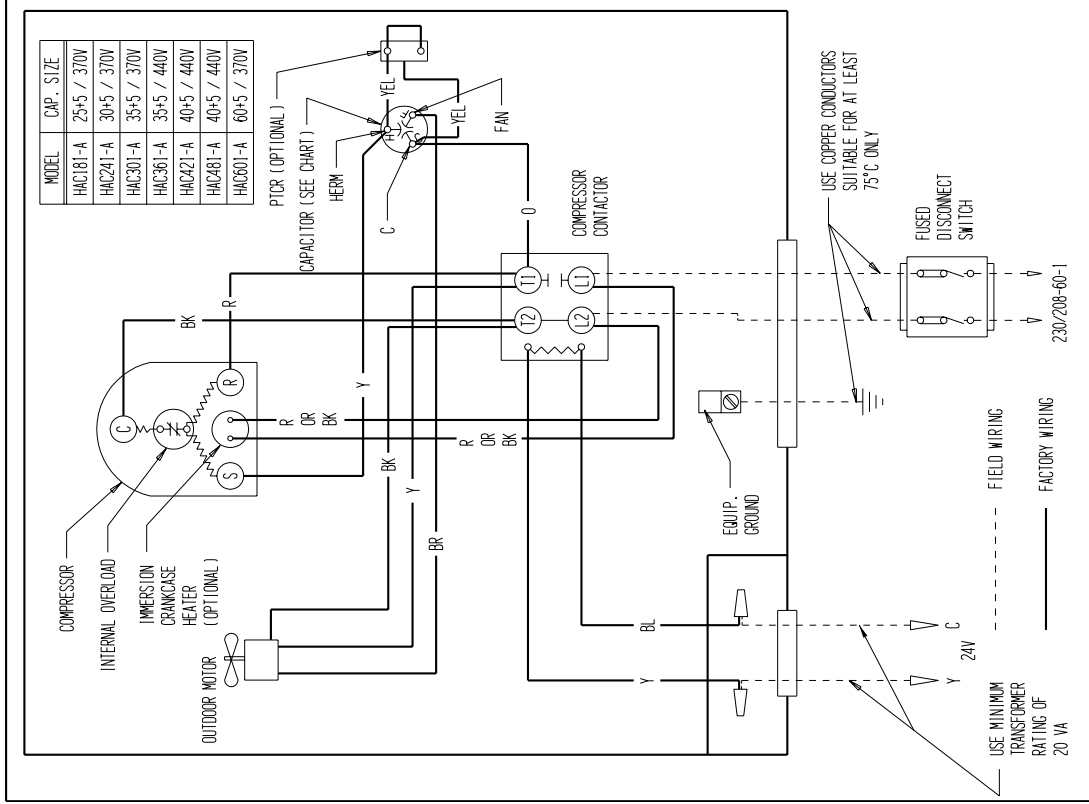 MODEL CAP. SIZE
HAC181-A 25+5 / 370V
HAC241-A 30+5 / 370V
HAC301-A 35+5 / 370V
HAC361-A 35+5 / 440V
HAC421-A 40+5 / 440V
HAC481-A 40+5 / 440V
HAC601-A 60+5 / 370V
PTCR (OPTIONAL)
CAPACITOR (SEE CHART)
HERM
C
FAN
YEL
YEL
H
F
C
COMPRESSOR
INTERNAL OVERLOAD
IMMERSION
CRANKCASE
HEATER
(OPTIONAL)
C
R
S
BK
R
Y
O
R
OR
BK
R
OR
BK
BK
Y
BR
OUTDOOR MOTOR
COMPRESSOR
CONTACTOR
T1
L1
T2
L2
EQUIP.
GROUND
USE COPPER CONDUCTORS
SUITABLE FOR AT LEAST
75°C ONLY
FUSED
DISCONNECT
SWITCH
230/208-60-1
BL
Y
Y
C
24V
USE MINIMUM
TRANSFORMER
RATING OF
20 VA
FIELD WIRING
FACTORY WIRING